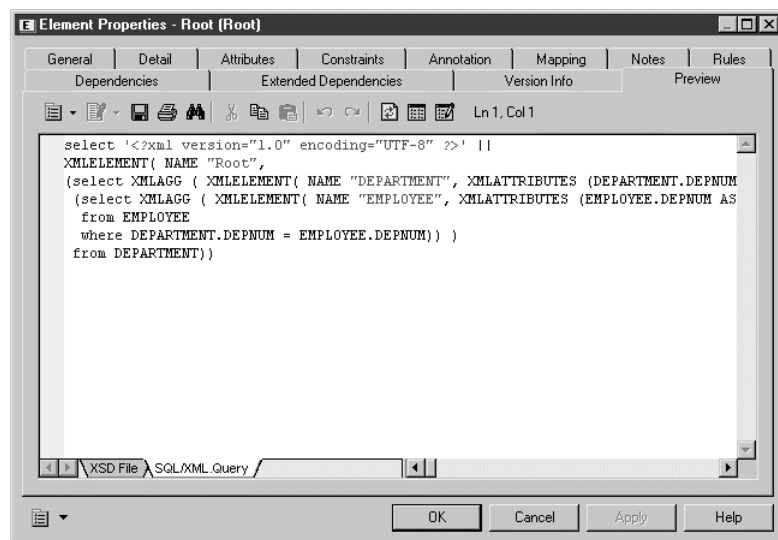 Element Properties - Root (Root)
General Detail Attributes Constraints Annotation Mapping Notes Rules
Dependencies Extended Dependencies Version Info Preview
Ln 1, Col 1
select '<?xml version="1.0" encoding="UTF-8" ?>' ||
XMLELEMENT( NAME "Root",
(select XMLAGG ( XMLELEMENT( NAME "DEPARTMENT", XMLATTRIBUTES (DEPARTMENT.DEPNUM
(select XMLAGG ( XMLELEMENT( NAME "EMPLOYEE", XMLATTRIBUTES (EMPLOYEE.DEPNUM AS
from EMPLOYEE
where DEPARTMENT.DEPNUM = EMPLOYEE.DEPNUM)) )
from DEPARTMENT))
XSD File SQL/XML.Query
OK Cancel Apply Help